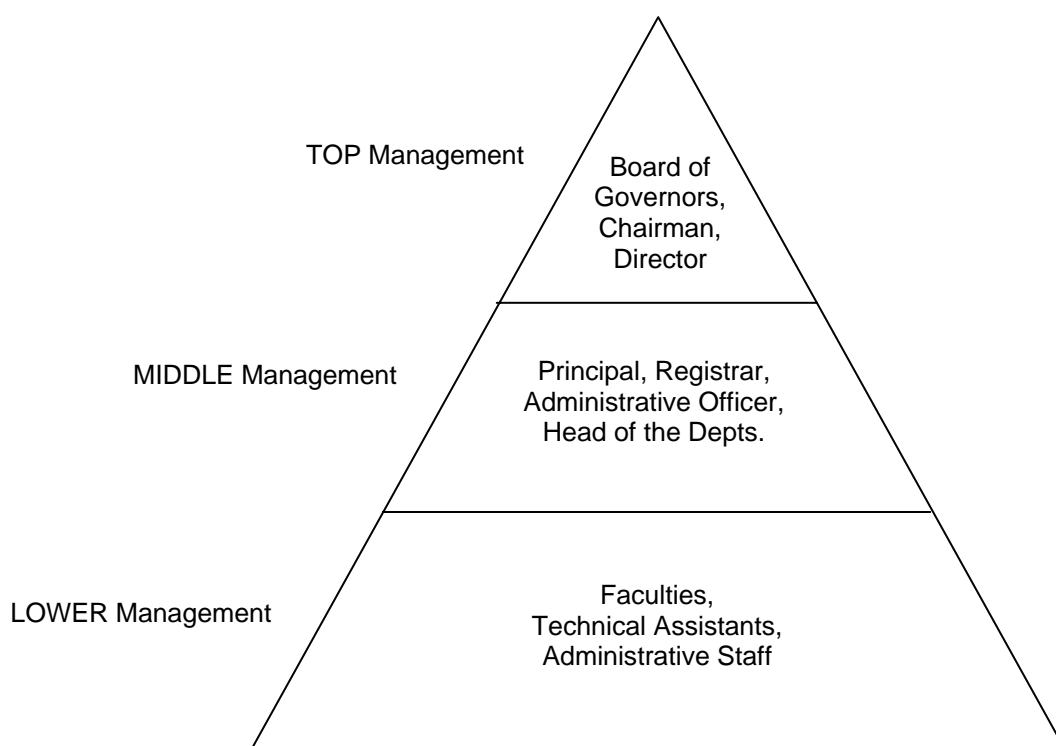 TOP Management
Board of
Governors,
Chairman,
Director
MIDDLE Management
Principal, Registrar,
Administrative Officer,
Head of the Depts.
LOWER Management
Faculties,
Technical Assistants,
Administrative Staff